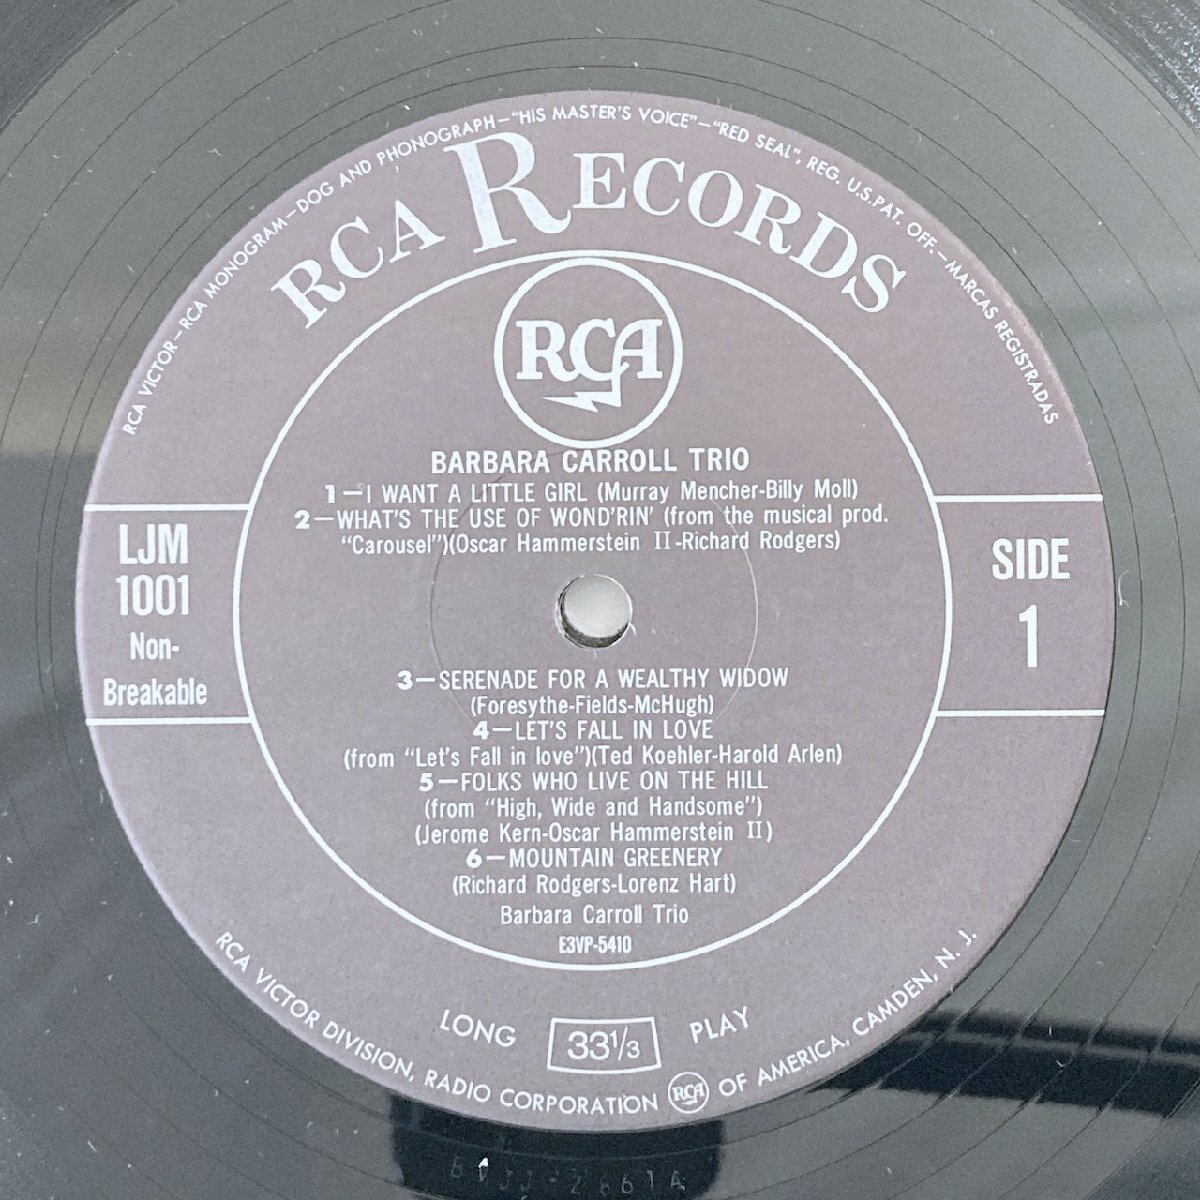 RCA VICTOR—RCA MONOGRAM—DOG AND PHONOGRAPH—"HIS MASTER'S VOICE"—"RED SEAL", REG. U.S.PAT. OFF.—MARCAS REGISTRADAS
RCA RECORDS
RCA
BARBARA CARROLL TRIO
1—I WANT A LITTLE GIRL (Murray Mencher-Billy Moll)
2—WHAT'S THE USE OF WOND'RIN' (from the musical prod.
"Carousel")(Oscar Hammerstein II-Richard Rodgers)
LJM
1001
Non-
Breakable
SIDE
1
3—SERENADE FOR A WEALTHY WIDOW
(Foresythe-Fields-McHugh)
4—LET'S FALL IN LOVE
(from "Let's Fall in love")(Ted Koehler-Harold Arlen)
5—FOLKS WHO LIVE ON THE HILL
(from "High, Wide and Handsome")
(Jerome Kern-Oscar Hammerstein II)
6—MOUNTAIN GREENERY
(Richard Rodgers-Lorenz Hart)
Barbara Carroll Trio
E3VP-5410
LONG 33 1/3 PLAY
RCA VICTOR DIVISION, RADIO CORPORATION RCA OF AMERICA, CAMDEN, N. J.